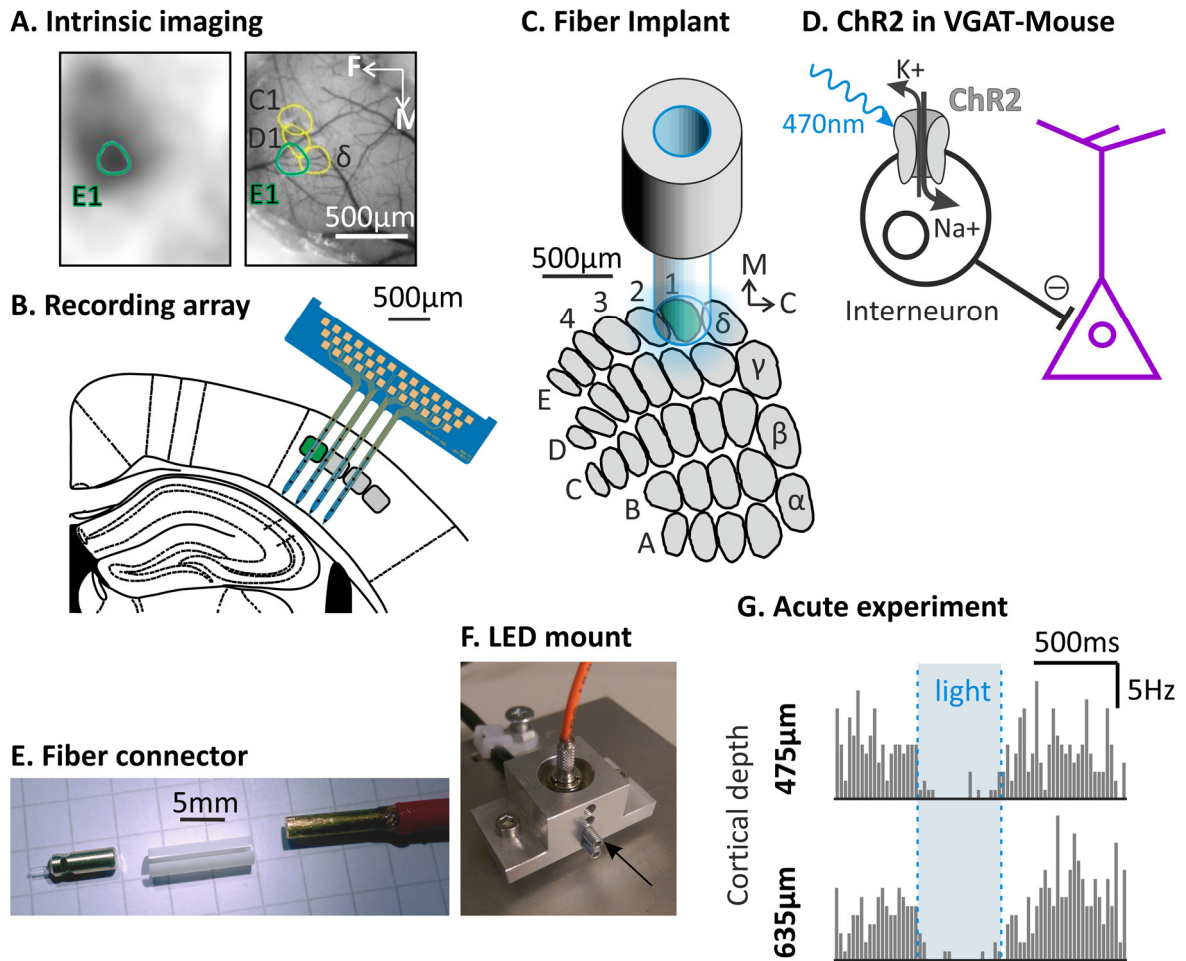 A. Intrinsic imaging
E1
F
M
C1
D1
δ
E1
500µm
B. Recording array
500µm
C. Fiber Implant
500µm
M
C
1
2
3
4
δ
γ
β
α
E
D
C
B
A
D. ChR2 in VGAT-Mouse
K+
ChR2
470nm
Na+
Interneuron
⊖
E. Fiber connector
5mm
F. LED mount
G. Acute experiment
500ms
5Hz
light
Cortical depth
475µm
635µm